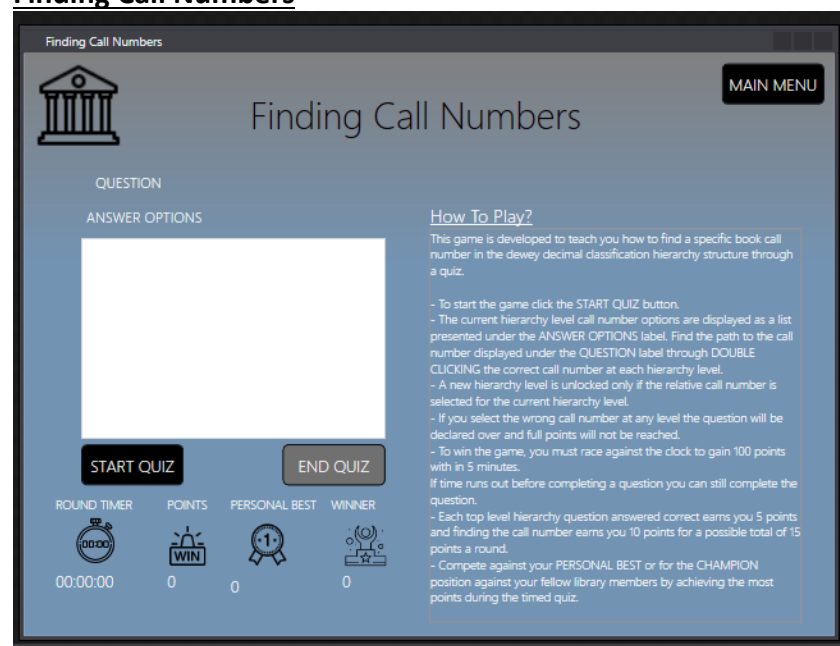 Finding Call Numbers
Finding Call Numbers
MAIN MENU
Finding Call Numbers
QUESTION
ANSWER OPTIONS
START QUIZ
END QUIZ
ROUND TIMER
POINTS
PERSONAL BEST
WINNER
00:00
WIN
1
00:00:00
0
0
0
How To Play?
This game is developed to teach you how to find a specific book call
number in the dewey decimal classification hierarchy structure through
a quiz.
- To start the game click the START QUIZ button.
- The current hierarchy level call number options are displayed as a list
presented under the ANSWER OPTIONS label. Find the path to the call
number displayed under the QUESTION label through DOUBLE
CLICKING the correct call number at each hierarchy level.
- A new hierarchy level is unlocked only if the relative call number is
selected for the current hierarchy level.
- If you select the wrong call number at any level the question will be
declared over and full points will not be reached.
- To win the game, you must race against the clock to gain 100 points
with in 5 minutes.
If time runs out before completing a question you can still complete the
question.
- Each top level hierarchy question answered correct earns you 5 points
and finding the call number earns you 10 points for a possible total of 15
points a round.
- Compete against your PERSONAL BEST or for the CHAMPION
position against your fellow library members by achieving the most
points during the timed quiz.